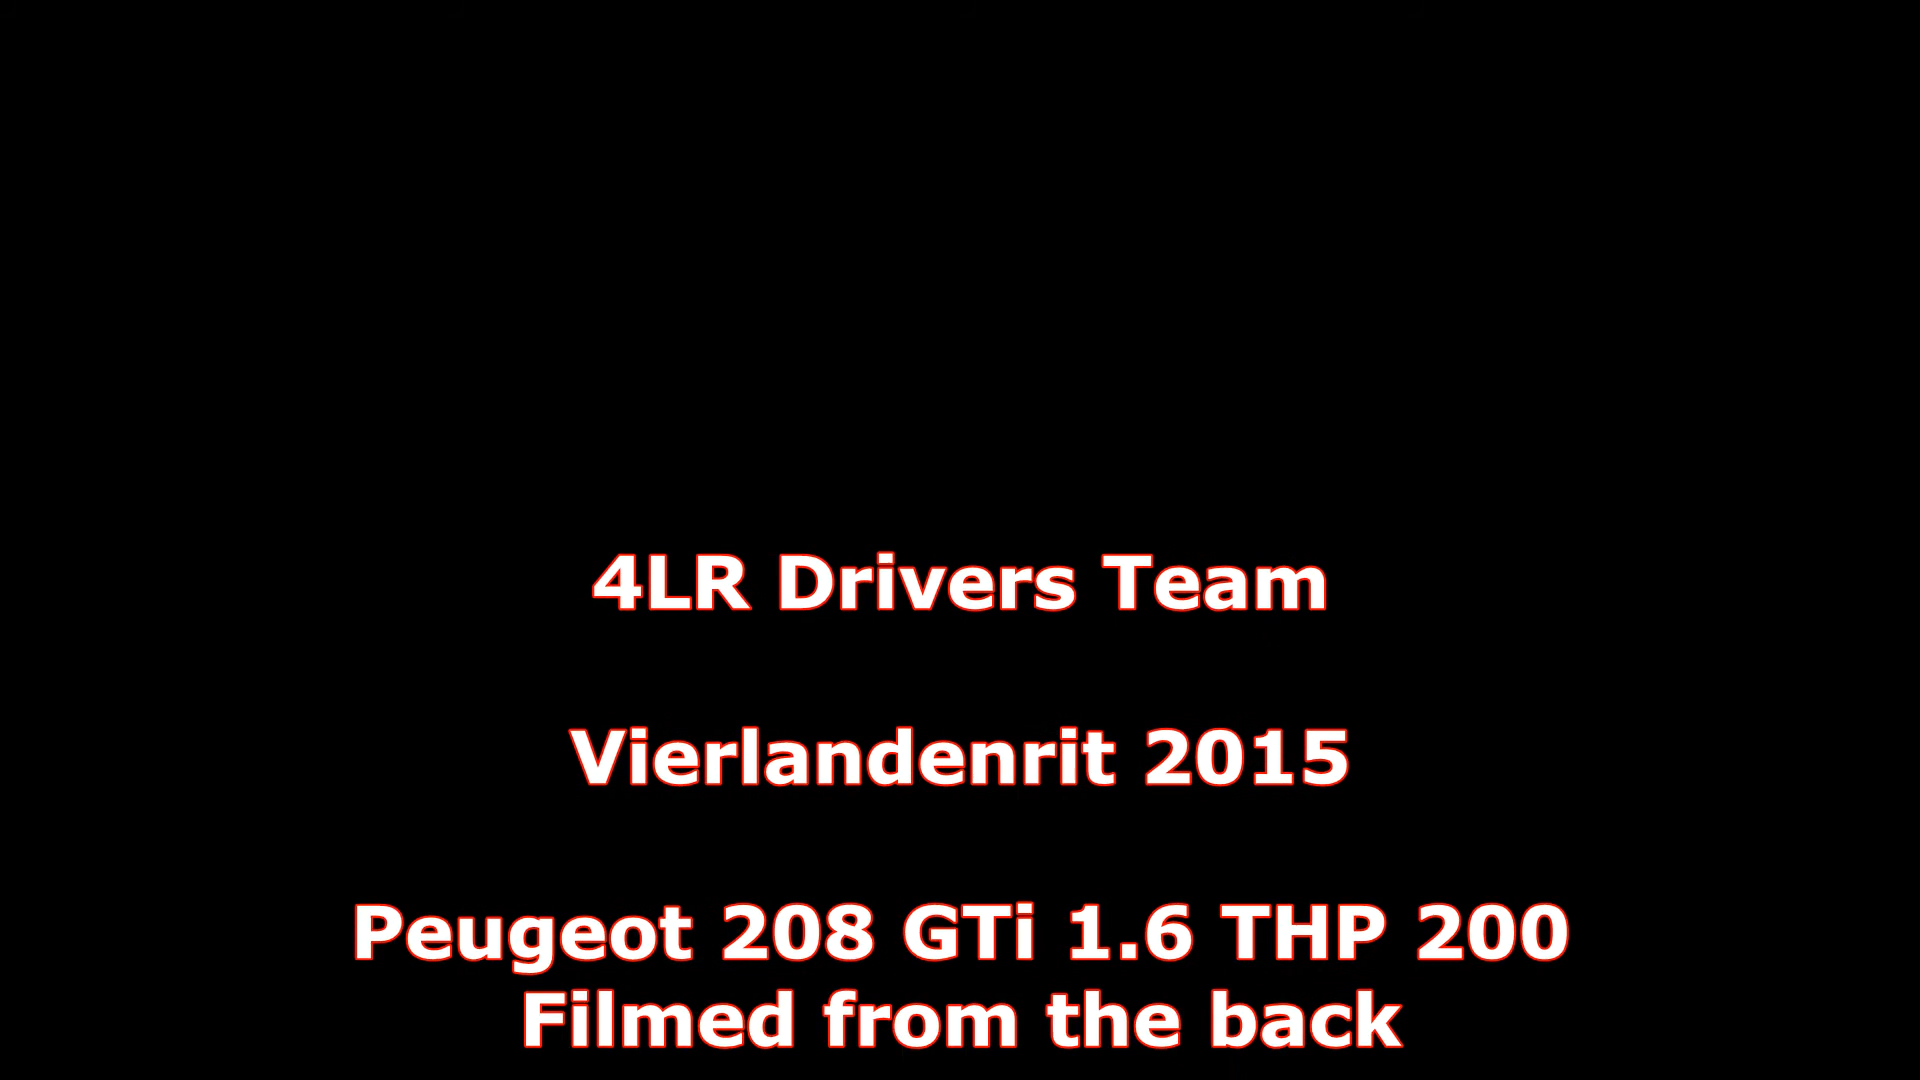 4LR Drivers Team
Vierlandenrit 2015
Peugeot 208 GTi 1.6 THP 200
Filmed from the back